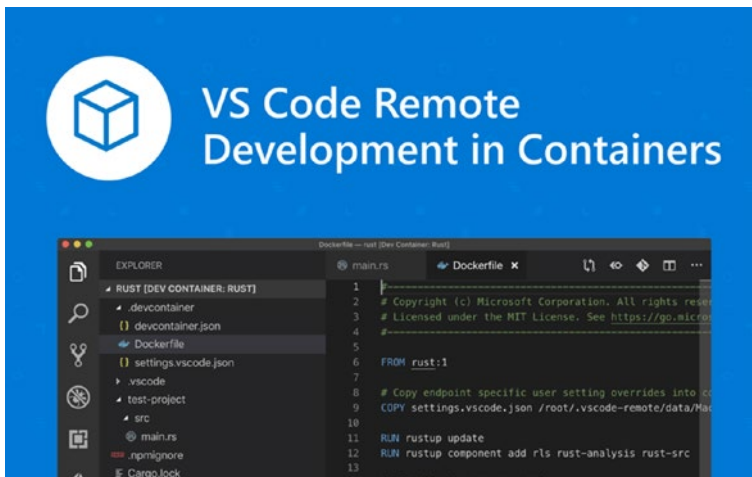 VS Code Remote
Development in Containers
Dockerfile — rust [Dev Container: Rust]
EXPLORER
main.rs
Dockerfile
RUST [DEV CONTAINER: RUST]
.devcontainer
{} devcontainer.json
Dockerfile
{} settings.vscode.json
.vscode
test-project
src
main.rs
.npmignore
Cargo.lock
1 #--------------------------------------------------
2 # Copyright (c) Microsoft Corporation. All rights
3 # Licensed under the MIT License. See https://go.micros
4 #--------------------------------------------------
5
6 FROM rust:1
7
8 # Copy endpoint specific user setting overrides into
9 COPY settings.vscode.json /root/.vscode-remote/data/Mac
10
11 RUN rustup update
12 RUN rustup component add rls rust-analysis rust-src
13